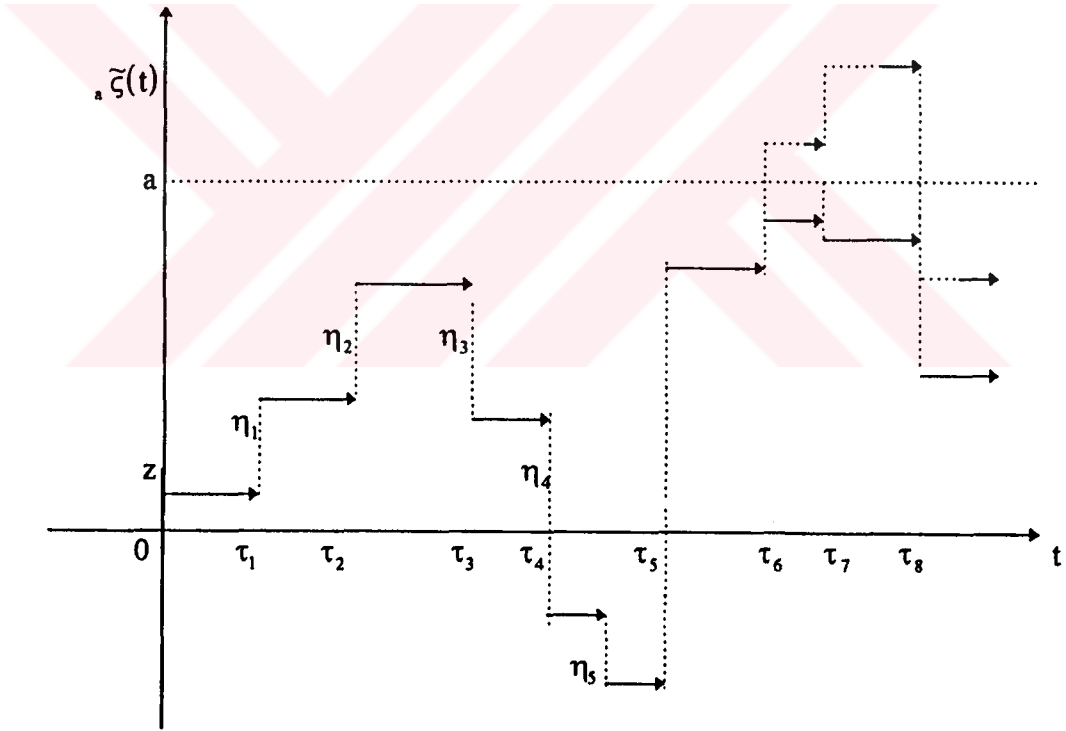 ₐ ζ̃(t)
a
η₂ η₃
η₁
z η₄
0 τ₁ τ₂ τ₃ τ₄ τ₅ τ₆ τ₇ τ₈ t
η₅